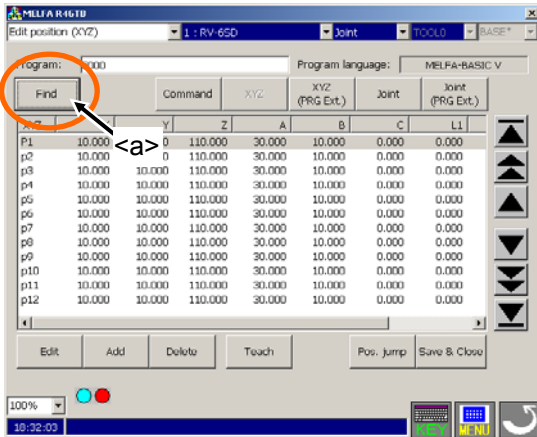 MELFA R46TB
Edit position (XYZ) 1 : RV-6SD Joint TOOL0 BASE*
Program: Program language: MELFA-BASIC V
Find Command XYZ XYZ (PRG Ext.) Joint Joint (PRG Ext.)
Y Z A B C L1
P1 10.000 110.000 30.000 10.000 0.000 0.000
p2 10.000 110.000 30.000 10.000 0.000 0.000
p3 10.000 10.000 110.000 30.000 10.000 0.000 0.000
p4 10.000 10.000 110.000 30.000 10.000 0.000 0.000
p5 10.000 10.000 110.000 30.000 10.000 0.000 0.000
p6 10.000 10.000 110.000 30.000 10.000 0.000 0.000
p7 10.000 10.000 110.000 30.000 10.000 0.000 0.000
p8 10.000 10.000 110.000 30.000 10.000 0.000 0.000
p9 10.000 10.000 110.000 30.000 10.000 0.000 0.000
p10 10.000 10.000 110.000 30.000 10.000 0.000 0.000
p11 10.000 10.000 110.000 30.000 10.000 0.000 0.000
p12 10.000 10.000 110.000 30.000 10.000 0.000 0.000
<a>
Edit Add Delete Teach Pos. jump Save & Close
100%
18:32:03 KEY MENU